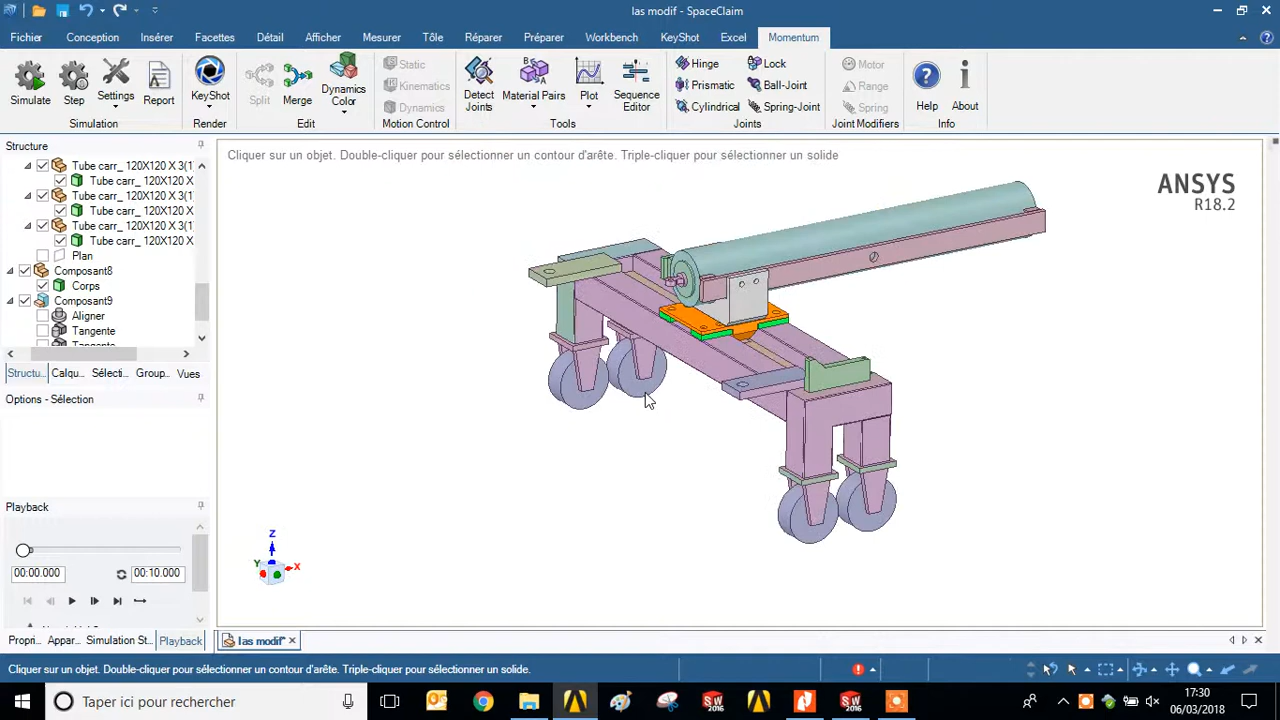 Ias modif - SpaceClaim
Fichier Conception Insérer Facettes Détail Afficher Mesurer Tôle Réparer Préparer Workbench KeyShot Excel Momentum
Simulate Step Settings Report KeyShot Split Merge Dynamics Color
Static
Kinematics
Dynamics
Detect Joints Material Pairs Plot Sequence Editor
Hinge Lock
Prismatic Ball-Joint
Cylindrical Spring-Joint
Motor
Range
Spring
Help About
Simulation Render Edit Motion Control Tools Joints Joint Modifiers Info
Structure
Cliquer sur un objet. Double-cliquer pour sélectionner un contour d'arête. Triple-cliquer pour sélectionner un solide
Tube carr_ 120X120 X 3(1)
Tube carr_ 120X120 X
Tube carr_ 120X120 X 3(1)
Tube carr_ 120X120 X
Tube carr_ 120X120 X 3(1)
Tube carr_ 120X120 X
Plan
Composant8
Corps
Composant9
Aligner
Tangente
ANSYS
R18.2
Structu... Calqu... Sélecti... Group... Vues
Options - Sélection
Playback
00:00.000 00:10.000
Z
Y
X
Propri... Appar... Simulation St... Playback
Ias modif*
Cliquer sur un objet. Double-cliquer pour sélectionner un contour d'arête. Triple-cliquer pour sélectionner un solide.
Taper ici pour rechercher
17:30
06/03/2018